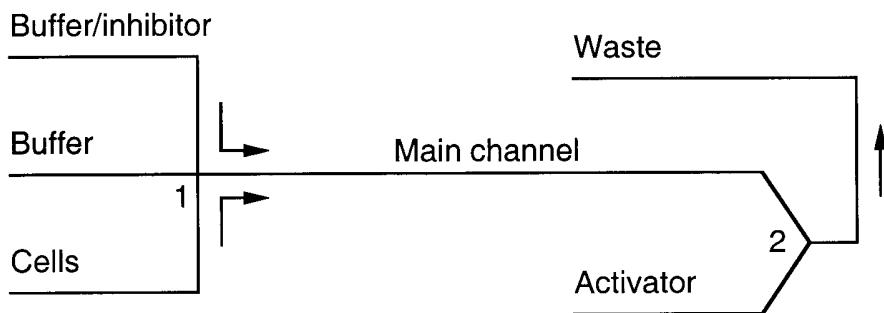 Buffer/inhibitor
Waste
Buffer
Main channel
1
Cells
2
Activator